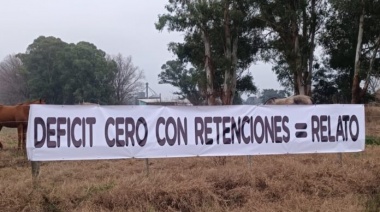 DEFICIT CERO CON RETENCIONES = RELATO